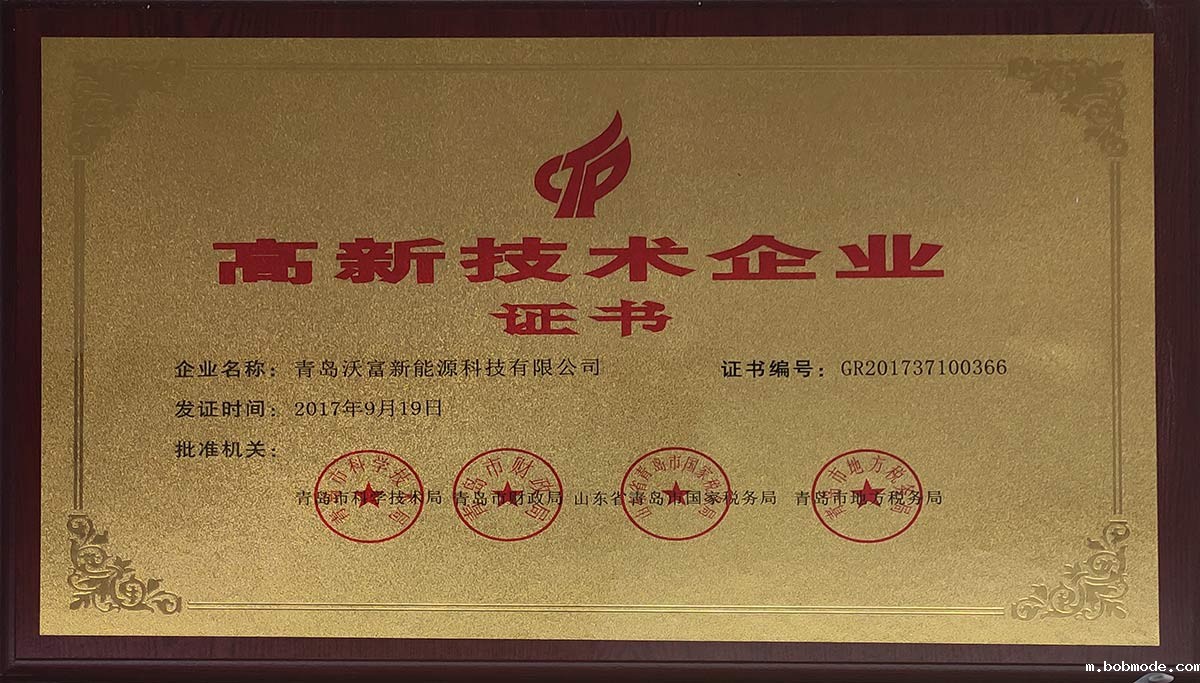 CTP
高新技术企业
证书
企业名称：青岛沃富新能源科技有限公司 证书编号：GR201737100366
发证时间：2017年9月19日
批准机关：
青岛市科学技术局 青岛市财政局 山东省青岛市国家税务局 青岛市地方税务局
m.bobmode.com